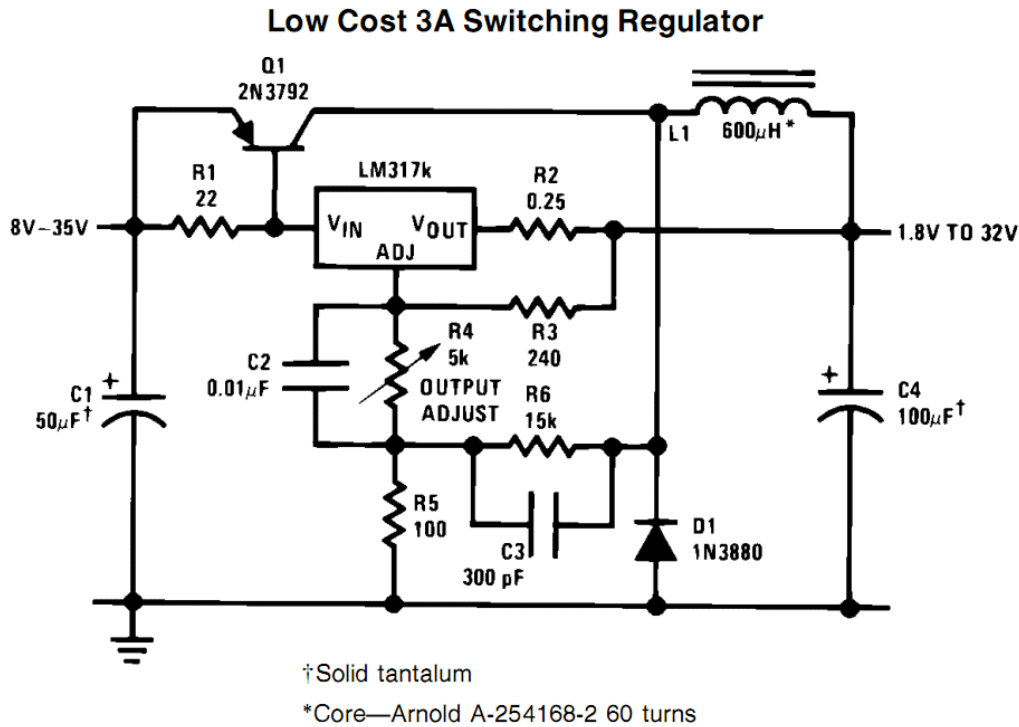 Low Cost 3A Switching Regulator
Q1
2N3792
L1
600μH*
R1
22
LM317k
R2
0.25
8V–35V
VIN
VOUT
ADJ
1.8V TO 32V
R4
5k
OUTPUT
ADJUST
R3
240
C2
0.01μF
R6
15k
+
C1
50μF†
+
C4
100μF†
R5
100
C3
300 pF
D1
1N3880
†Solid tantalum
*Core—Arnold A-254168-2 60 turns